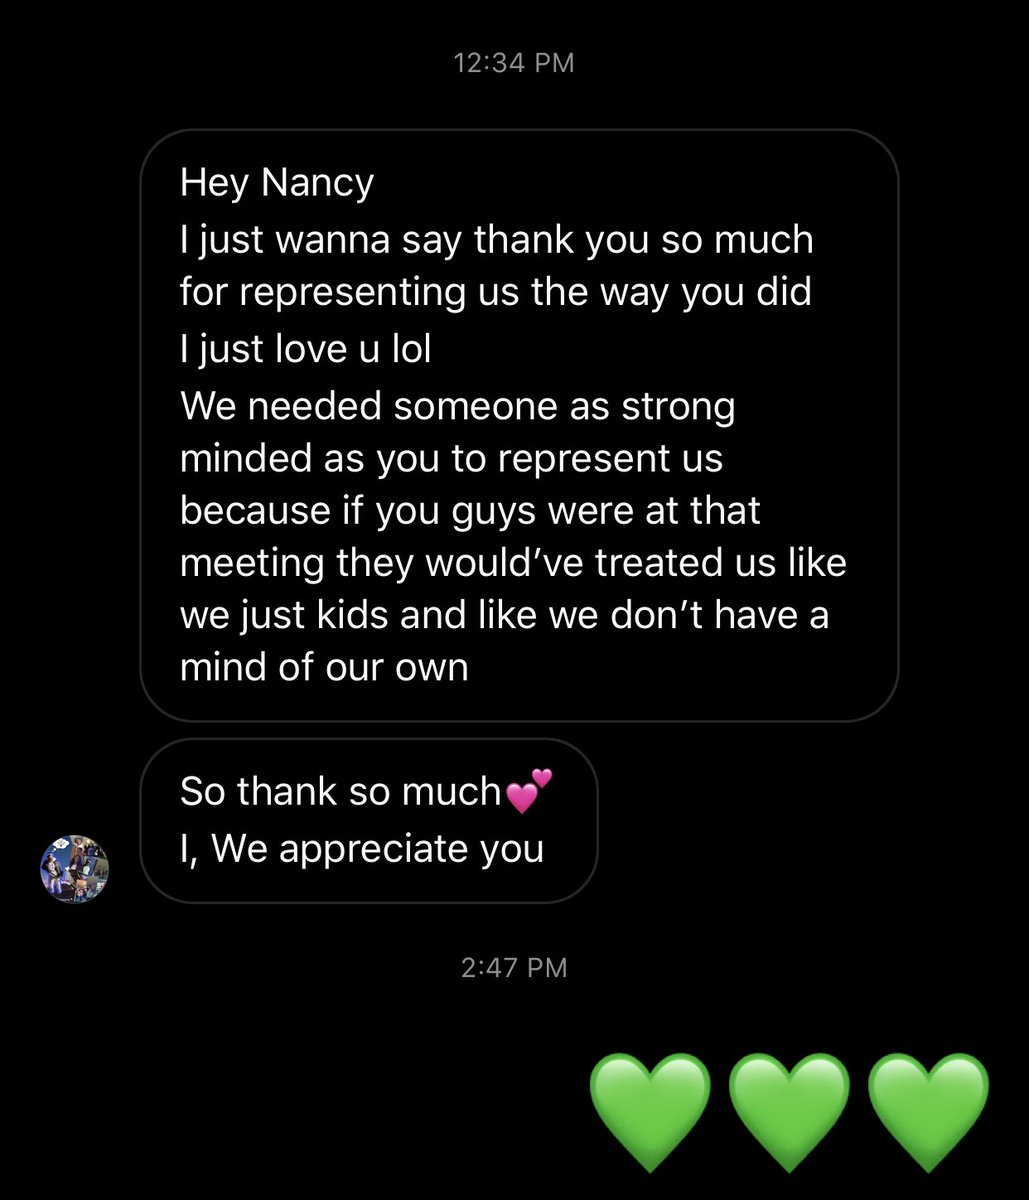 12:34 PM
Hey Nancy
I just wanna say thank you so much
for representing us the way you did
I just love u lol
We needed someone as strong
minded as you to represent us
because if you guys were at that
meeting they would’ve treated us like
we just kids and like we don’t have a
mind of our own
So thank so much💕
I, We appreciate you
2:47 PM
💚💚💚